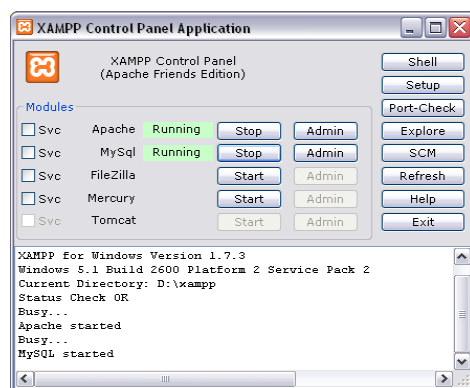 XAMPP Control Panel Application
XAMPP Control Panel
(Apache Friends Edition)
Shell
Setup
Port-Check
Explore
SCM
Refresh
Help
Exit
Modules
Svc Apache Running Stop Admin
Svc MySql Running Stop Admin
Svc FileZilla Start Admin
Svc Mercury Start Admin
Svc Tomcat Start Admin
XAMPP for Windows Version 1.7.3
Windows 5.1 Build 2600 Platform 2 Service Pack 2
Current Directory: D:\xampp
Status Check OK
Busy...
Apache started
Busy...
MySQL started